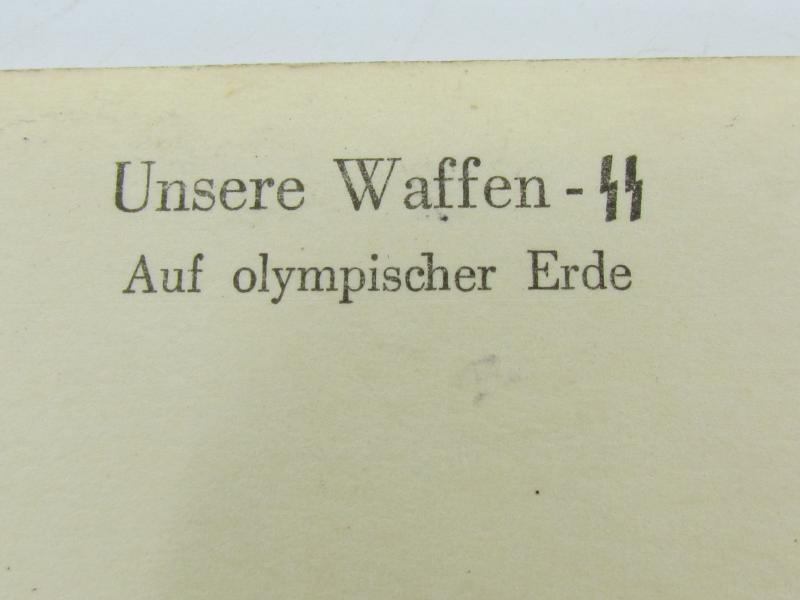 Unsere Waffen - ᛋᛋ
Auf olympischer Erde